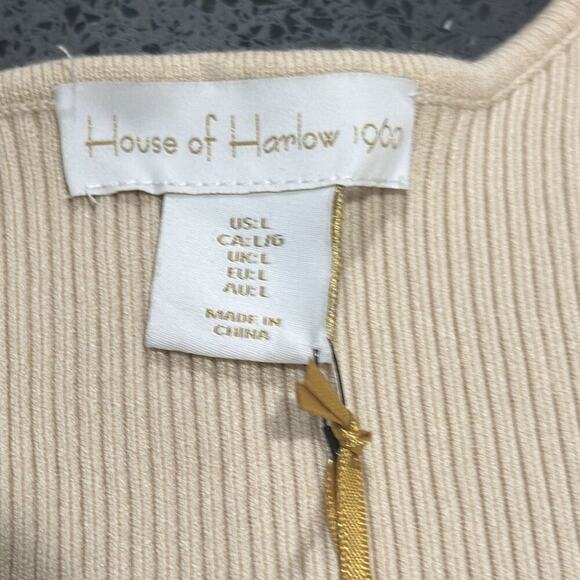 House of Harlow 1960
US: L
CA: L/G
UK: L
EU: L
AU: L
MADE IN
CHINA